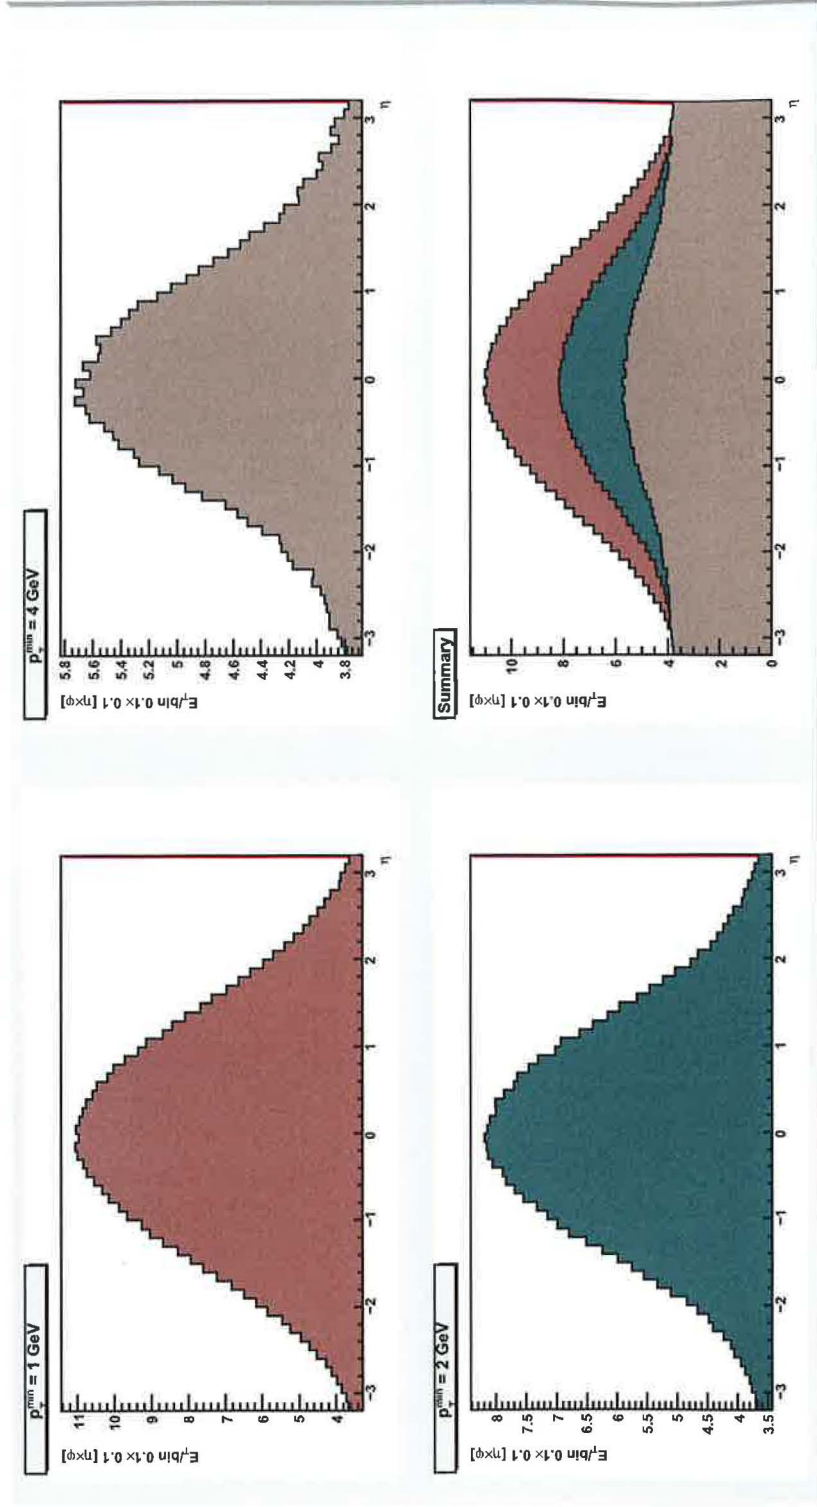 p_T^min = 1 GeV
E_T/bin 0.1× 0.1 [η×φ]
11
10
9
8
7
6
5
4
−3 −2 −1 0 1 2 3
η
p_T^min = 4 GeV
E_T/bin 0.1× 0.1 [η×φ]
5.8
5.6
5.4
5.2
5
4.8
4.6
4.4
4.2
4
3.8
−3 −2 −1 0 1 2 3
η
p_T^min = 2 GeV
E_T/bin 0.1× 0.1 [η×φ]
8
7.5
7
6.5
6
5.5
5
4.5
4
3.5
−3 −2 −1 0 1 2 3
η
Summary
E_T/bin 0.1× 0.1 [η×φ]
10
8
6
4
2
0
−3 −2 −1 0 1 2 3
η